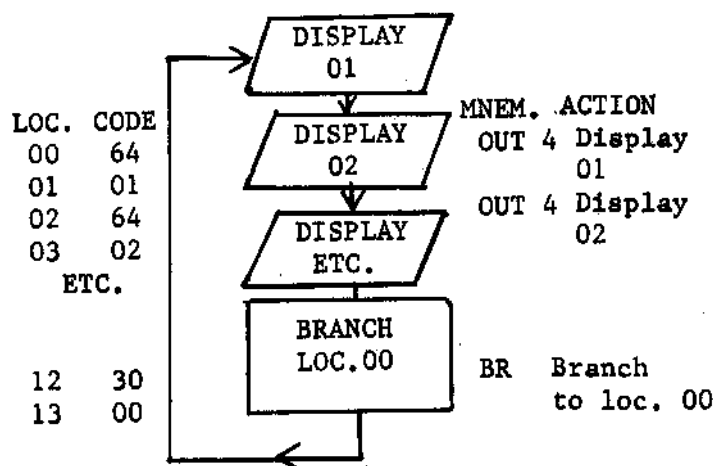 DISPLAY
01
MNEM. ACTION
LOC. CODE
DISPLAY
02
OUT 4 Display
01
00 64
01 01
02 64
03 02
ETC.
OUT 4 Display
02
DISPLAY
ETC.
BRANCH
LOC.00
12 30
13 00
BR Branch
to loc. 00